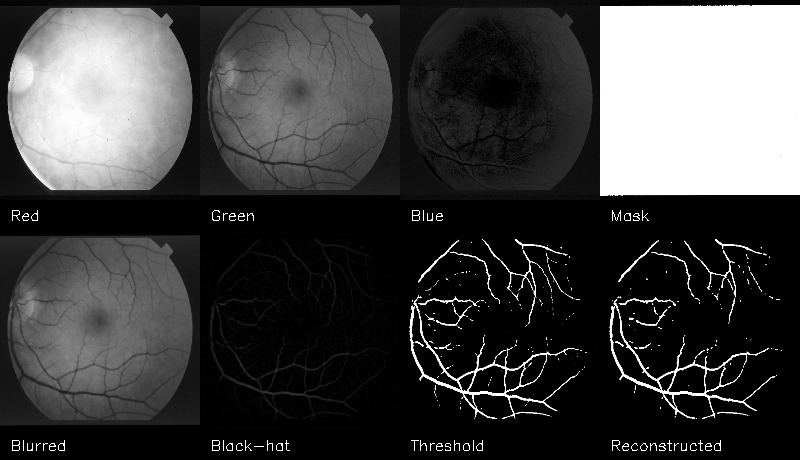 Red
Green
Blue
Mask
Blurred
Black-hat
Threshold
Reconstructed